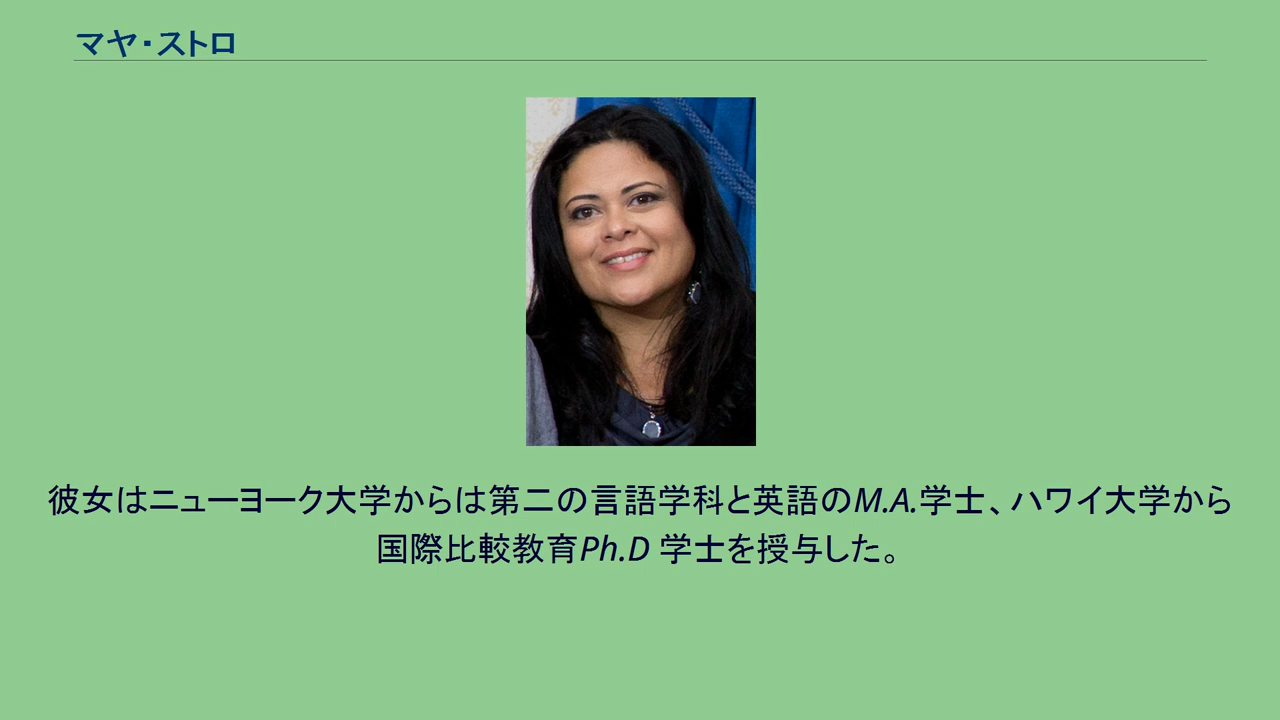 マヤ・ストロ
彼女はニューヨーク大学からは第二の言語学科と英語のM.A.学士、ハワイ大学から
国際比較教育Ph.D 学士を授与した。